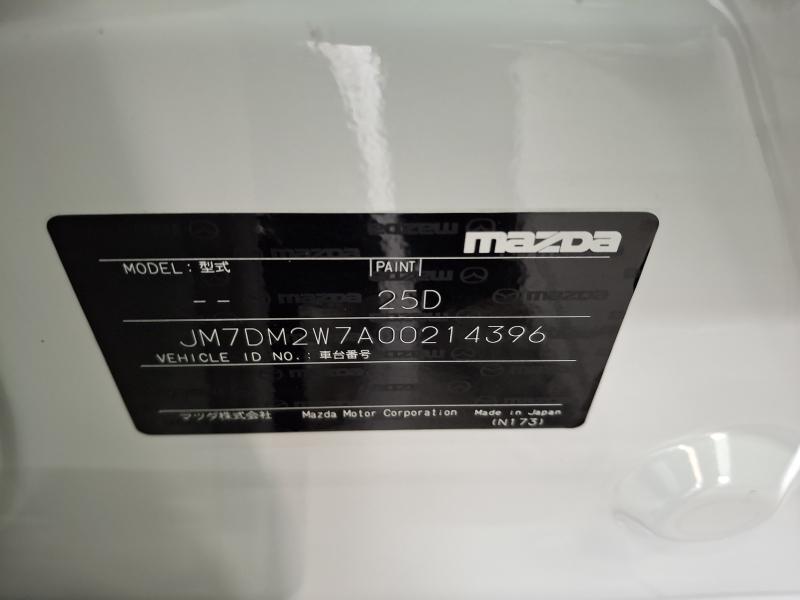 mazda
MODEL：型式 PAINT
-- 25D
JM7DM2W7A00214396
VEHICLE ID NO.：車台番号
マツダ株式会社 Mazda Motor Corporation Made in Japan
(N173)